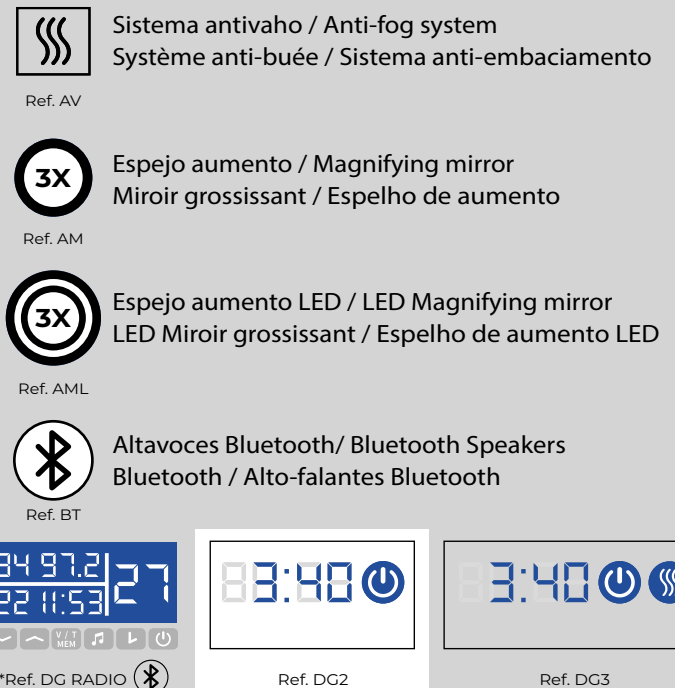 Sistema antivaho / Anti-fog system
Système anti-buée / Sistema anti-embaciamento
Ref. AV
3X
Espejo aumento / Magnifying mirror
Miroir grossissant / Espelho de aumento
Ref. AM
3X
Espejo aumento LED / LED Magnifying mirror
LED Miroir grossissant / Espelho de aumento LED
Ref. AML
Altavoces Bluetooth/ Bluetooth Speakers
Bluetooth / Alto-falantes Bluetooth
Ref. BT
97.2
27
11:53
V / T
MEM
3:40
3:40
*Ref. DG RADIO
Ref. DG2
Ref. DG3